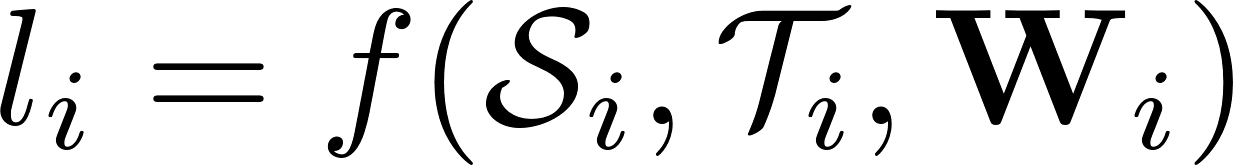 $l_i = f(\mathcal{S}_i, \mathcal{T}_i, \mathbf{W}_i)$